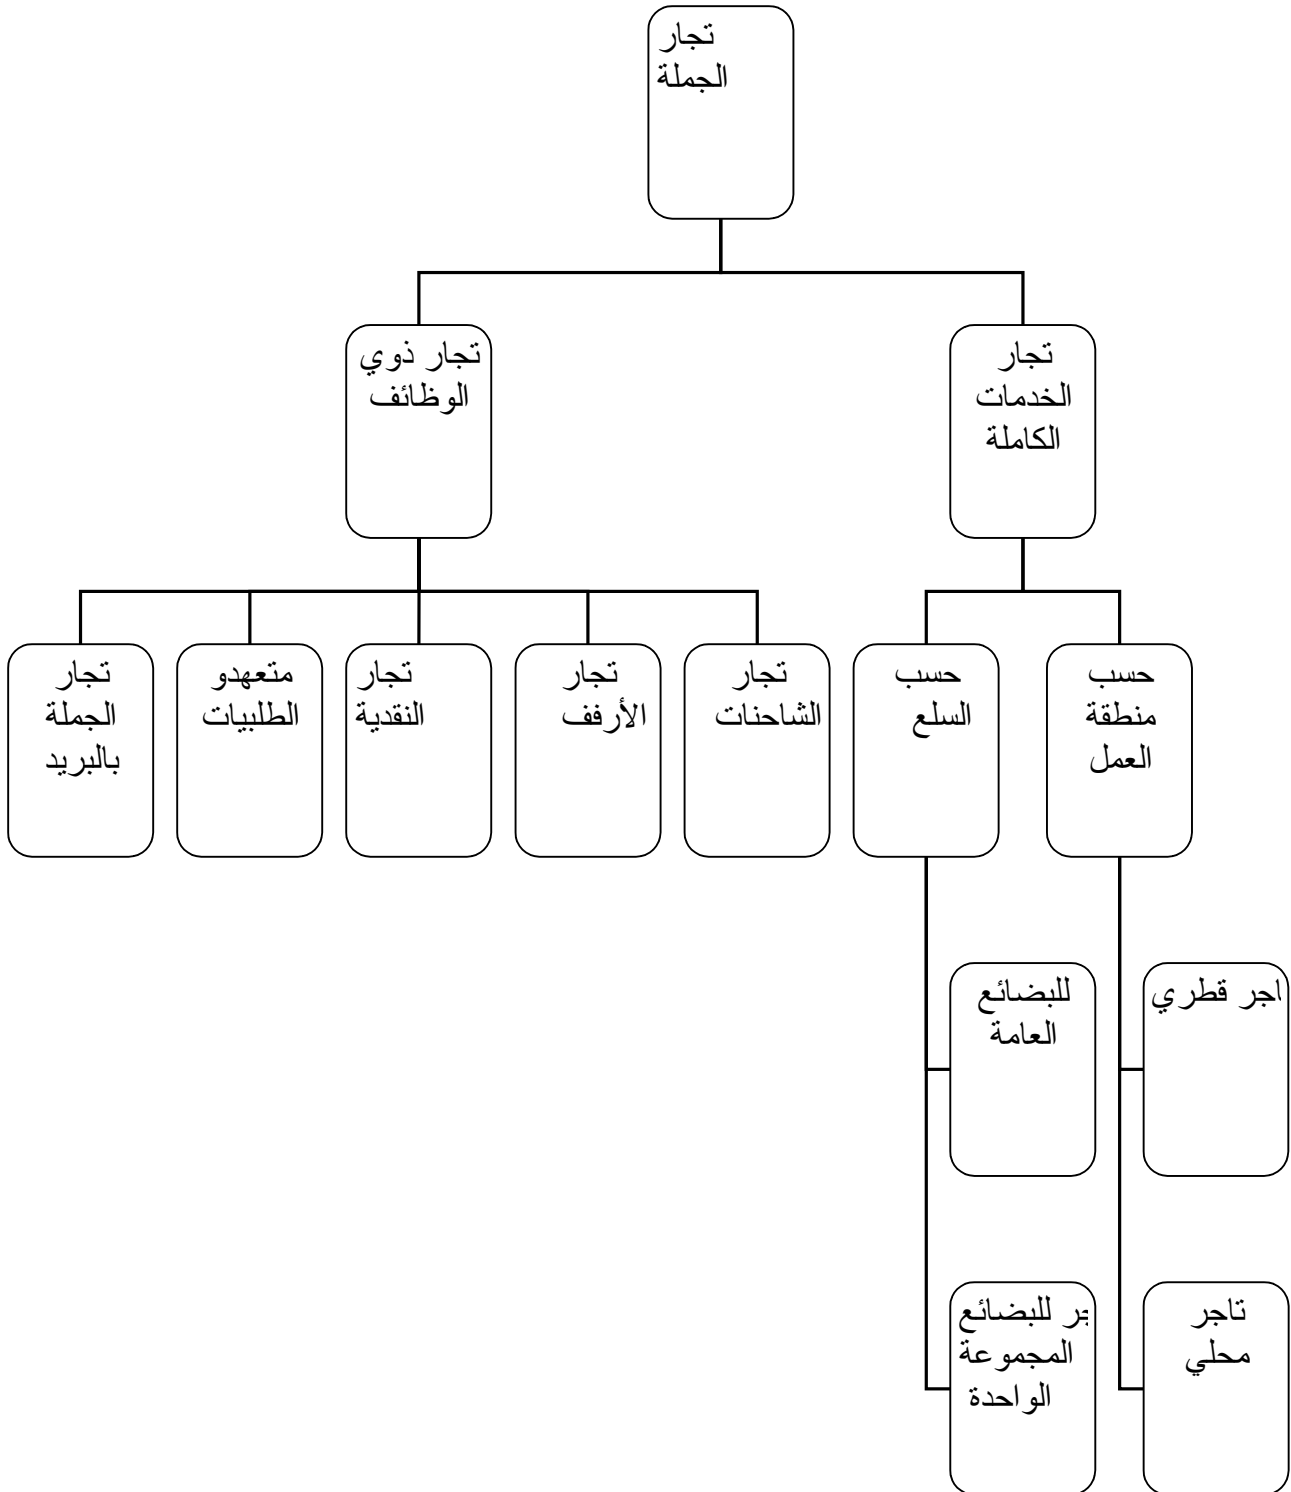 تجار
الجملة
تجار
الخدمات
الكاملة
تجار ذوي
الوظائف
حسب
منطقة
العمل
حسب
السلع
تجار
الشاحنات
تجار
الأرفف
تجار
النقدية
متعهدو
الطلبيات
تجار
الجملة
بالبريد
اجر قطري
للبضائع
العامة
تاجر
محلي
جر للبضائع
المجموعة
الواحدة